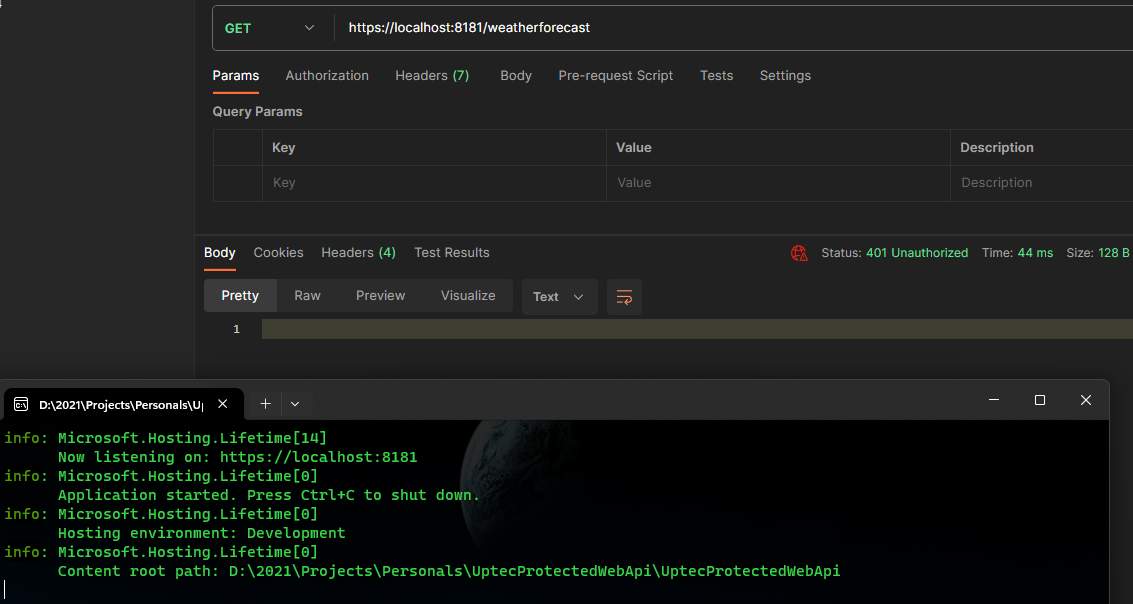 GET https://localhost:8181/weatherforecast
Params Authorization Headers (7) Body Pre-request Script Tests Settings
Query Params
Key Value Description
Key Value Description
Body Cookies Headers (4) Test Results Status: 401 Unauthorized Time: 44 ms Size: 128 B
Pretty Raw Preview Visualize Text
1
D:\2021\Projects\Personals\Up
info: Microsoft.Hosting.Lifetime[14]
Now listening on: https://localhost:8181
info: Microsoft.Hosting.Lifetime[0]
Application started. Press Ctrl+C to shut down.
info: Microsoft.Hosting.Lifetime[0]
Hosting environment: Development
info: Microsoft.Hosting.Lifetime[0]
Content root path: D:\2021\Projects\Personals\UptecProtectedWebApi\UptecProtectedWebApi